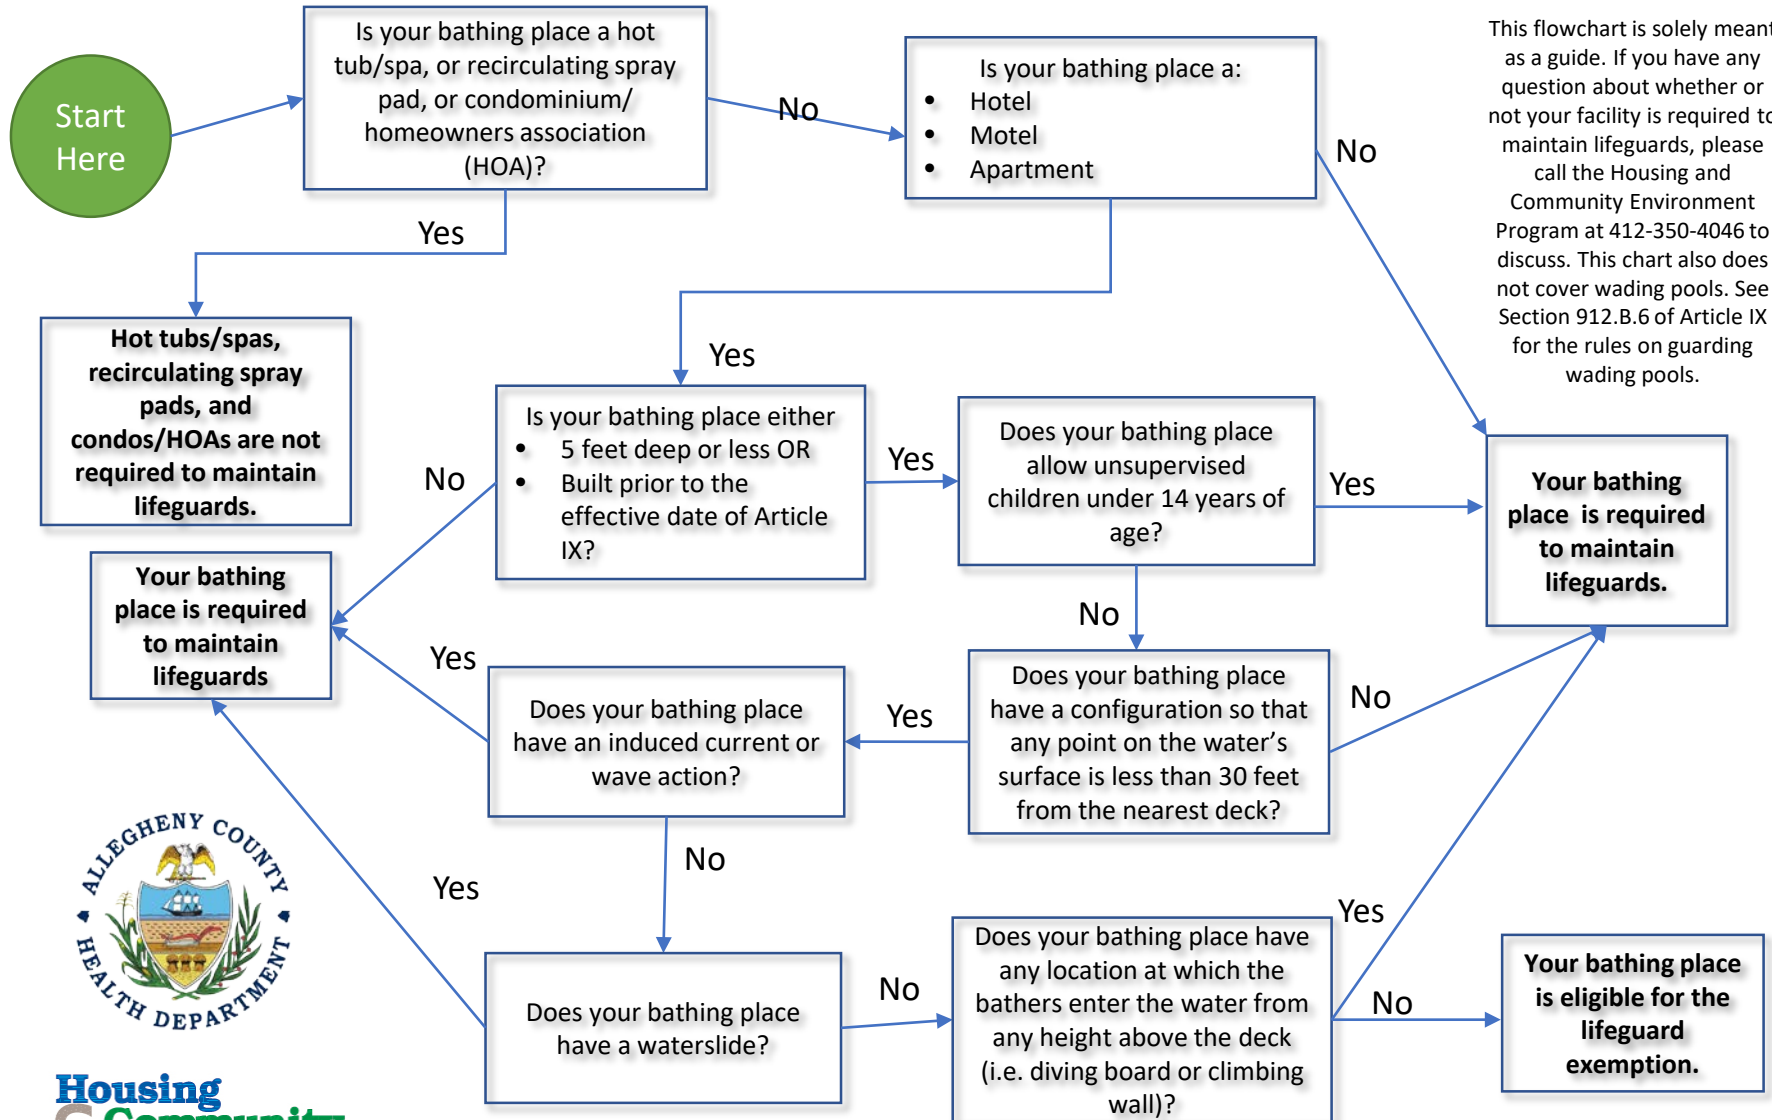 Start
Here
Is your bathing place a hot
tub/spa, or recirculating spray
pad, or condominium/
homeowners association
(HOA)?
No
Is your bathing place a:
• Hotel
• Motel
• Apartment
No
This flowchart is solely meant
as a guide. If you have any
question about whether or
not your facility is required to
maintain lifeguards, please
call the Housing and
Community Environment
Program at 412-350-4046 to
discuss. This chart also does
not cover wading pools. See
Section 912.B.6 of Article IX
for the rules on guarding
wading pools.
Yes
Hot tubs/spas,
recirculating spray
pads, and
condos/HOAs are not
required to maintain
lifeguards.
Yes
Is your bathing place either
• 5 feet deep or less OR
• Built prior to the
effective date of Article
IX?
No
Yes
Does your bathing place
allow unsupervised
children under 14 years of
age?
Yes
Your bathing
place is required
to maintain
lifeguards.
Your bathing
place is required
to maintain
lifeguards
No
Does your bathing place
have a configuration so that
any point on the water's
surface is less than 30 feet
from the nearest deck?
No
Yes
Does your bathing place
have an induced current or
wave action?
Yes
No
Does your bathing place
have a waterslide?
Yes
No
Does your bathing place have
any location at which the
bathers enter the water from
any height above the deck
(i.e. diving board or climbing
wall)?
Yes
No
Your bathing place
is eligible for the
lifeguard
exemption.
ALLEGHENY COUNTY
HEALTH DEPARTMENT
Housing
Community